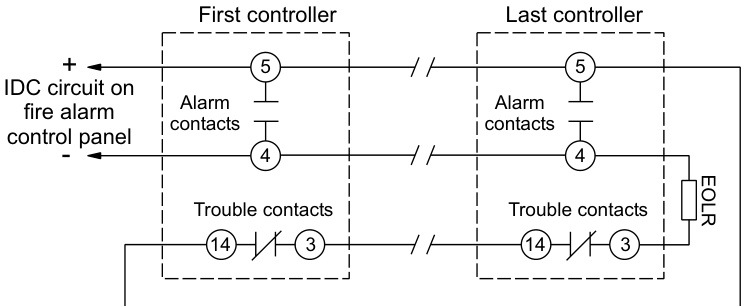 First controller
Last controller
+
IDC circuit on
fire alarm
control panel
-
5
Alarm
contacts
4
Trouble contacts
14
3
5
Alarm
contacts
4
Trouble contacts
14
3
EOLR